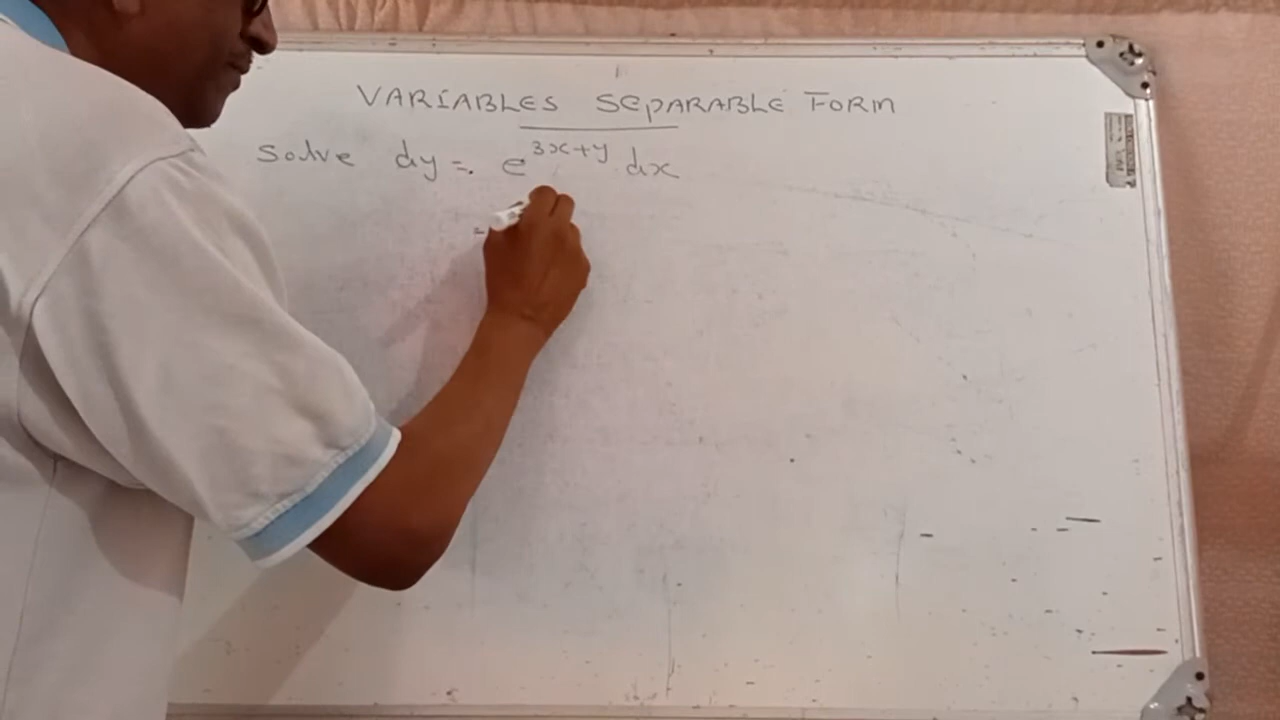 VARIABLES SEPARABLE FORM
Solve dy = e^{3x+y} dx
=